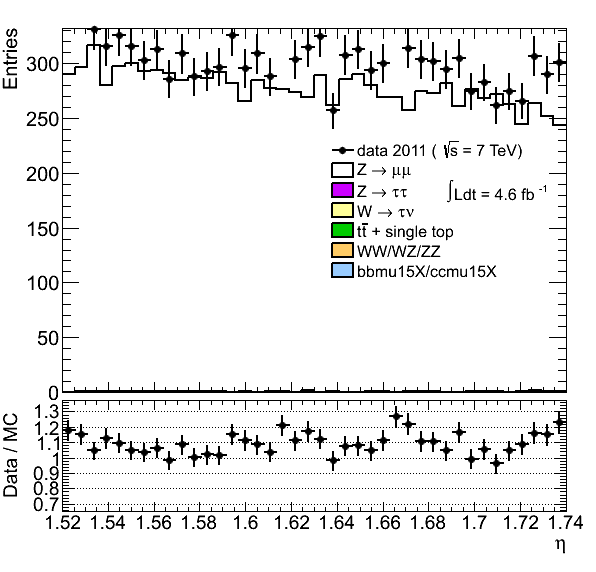 Entries
300
250
200
150
100
50
0
data 2011 ( √s = 7 TeV)
Z → μμ
Z → ττ
∫Ldt = 4.6 fb⁻¹
W → τν
tt̅ + single top
WW/WZ/ZZ
bbmu15X/ccmu15X
Data / MC
1.3
1.2
1.1
1
0.9
0.8
0.7
1.52 1.54 1.56 1.58 1.6 1.62 1.64 1.66 1.68 1.7 1.72 1.74
η